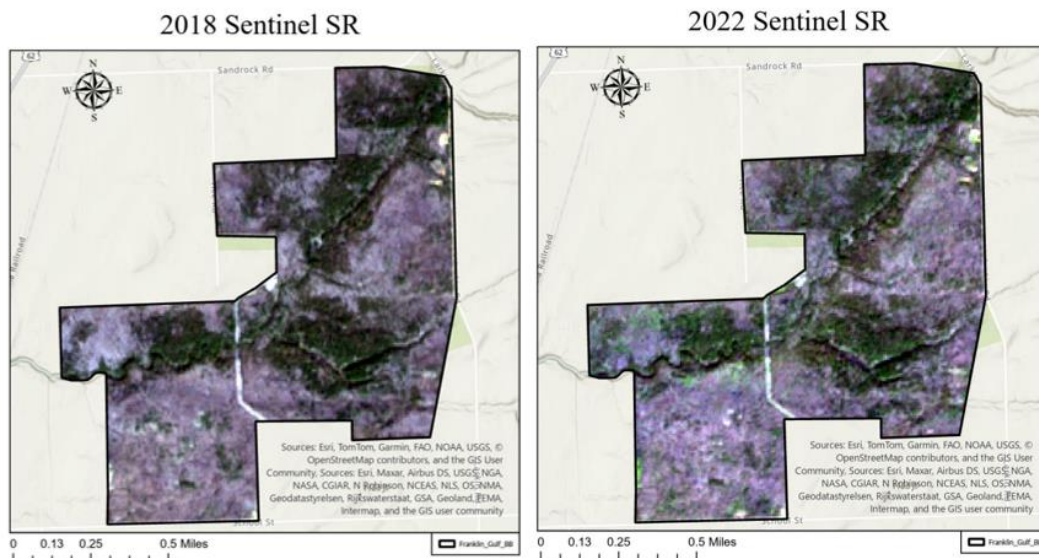 2018 Sentinel SR
2022 Sentinel SR
62
Sandrock Rd
N
W E
S
Railroad
Sources: Esri, TomTom, Garmin, FAO, NOAA, USGS, ©
OpenStreetMap contributors, and the GIS User
Community, Sources: Esri, Maxar, Airbus DS, USGS, NGA,
NASA, CGIAR, N Robinson, NCEAS, NLS, OS, NMA,
Geodatastyrelsen, Rijkswaterstaat, GSA, Geoland, FEMA,
Intermap, and the GIS user community
School St
0 0.13 0.25 0.5 Miles
Franklin_Gulf_BB
62
Sandrock Rd
N
W E
S
Railroad
Sources: Esri, TomTom, Garmin, FAO, NOAA, USGS, ©
OpenStreetMap contributors, and the GIS User
Community, Sources: Esri, Maxar, Airbus DS, USGS, NGA,
NASA, CGIAR, N Robinson, NCEAS, NLS, OS, NMA,
Geodatastyrelsen, Rijkswaterstaat, GSA, Geoland, FEMA,
Intermap, and the GIS user community
School St
0 0.13 0.25 0.5 Miles
Franklin_Gulf_BB